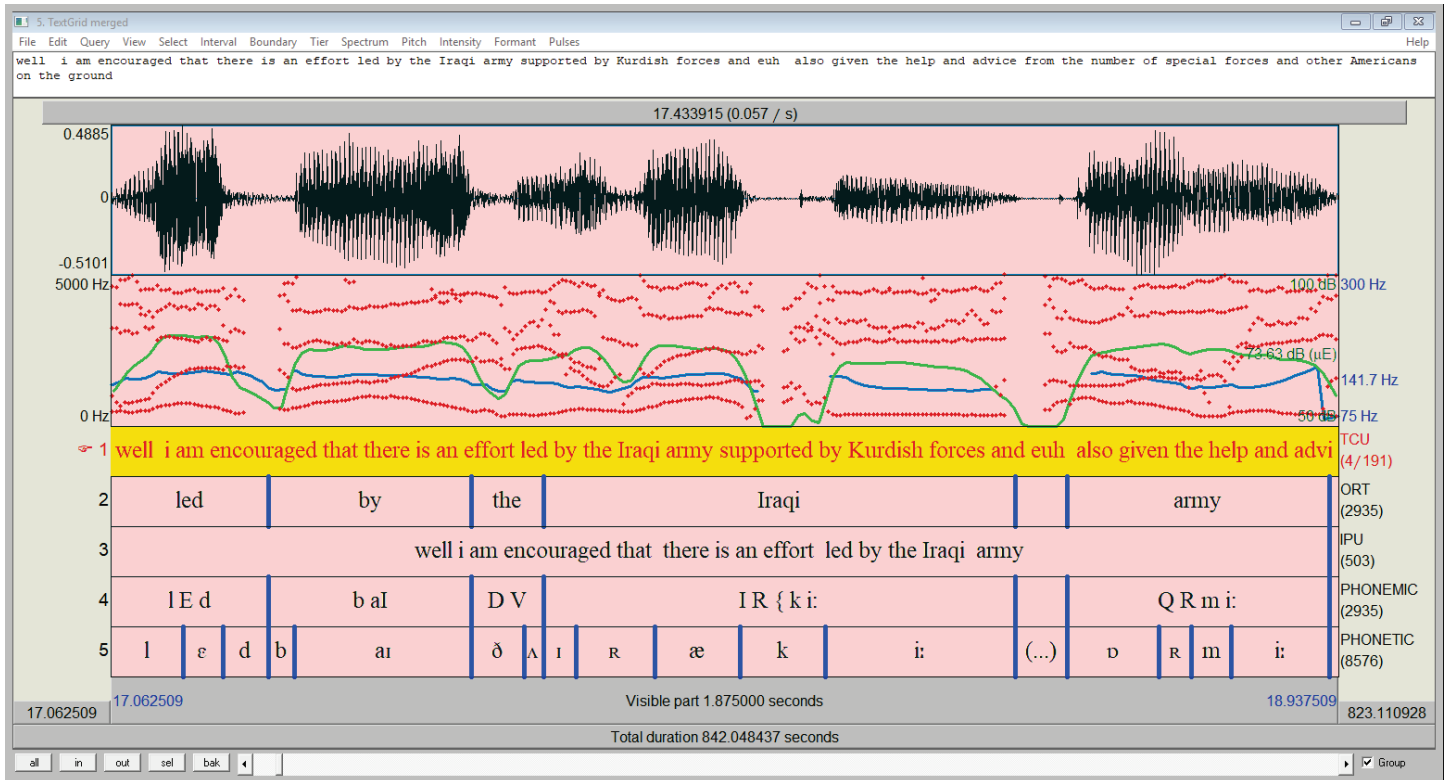 5. TextGrid merged
File Edit Query View Select Interval Boundary Tier Spectrum Pitch Intensity Formant Pulses Help
well i am encouraged that there is an effort led by the Iraqi army supported by Kurdish forces and euh also given the help and advice from the number of special forces and other Americans
on the ground
17.433915 (0.057 / s)
0.4885
0
-0.5101
5000 Hz 100 dB 300 Hz
73.63 dB (µE)
141.7 Hz
0 Hz 50 dB 75 Hz
1 well i am encouraged that there is an effort led by the Iraqi army supported by Kurdish forces and euh also given the help and advi TCU
(4/191)
2 led by the Iraqi army ORT
(2935)
3 well i am encouraged that there is an effort led by the Iraqi army IPU
(503)
4 l E d b aI D V I R { k i: Q R m i: PHONEMIC
(2935)
5 l ɛ d b aɪ ð ʌ ɪ ʀ æ k iː (...) ɒ ʀ m iː PHONETIC
(8576)
17.062509 Visible part 1.875000 seconds 18.937509
17.062509 823.110928
Total duration 842.048437 seconds
all in out sel bak Group